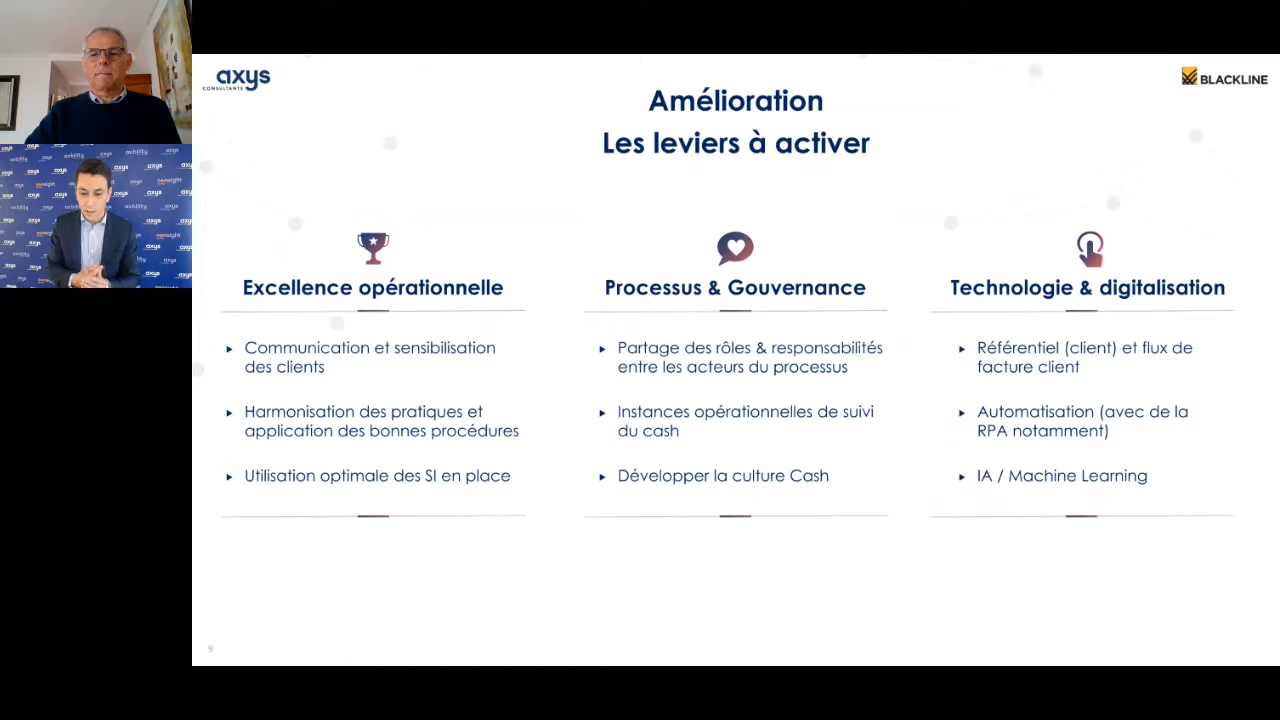 axys
CONSULTANTS
BLACKLINE
Amélioration
Les leviers à activer
Excellence opérationnelle
Communication et sensibilisation
des clients
Harmonisation des pratiques et
application des bonnes procédures
Utilisation optimale des SI en place
Processus & Gouvernance
Partage des rôles & responsabilités
entre les acteurs du processus
Instances opérationnelles de suivi
du cash
Développer la culture Cash
Technologie & digitalisation
Référentiel (client) et flux de
facture client
Automatisation (avec de la
RPA notamment)
IA / Machine Learning
9